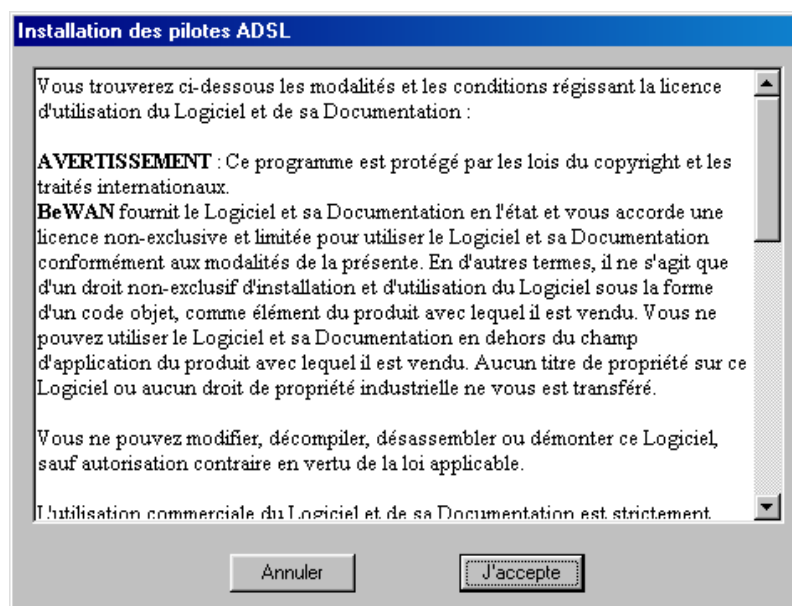 Installation des pilotes ADSL
Vous trouverez ci-dessous les modalités et les conditions régissant la licence
d'utilisation du Logiciel et de sa Documentation :
AVERTISSEMENT : Ce programme est protégé par les lois du copyright et les
traités internationaux.
BeWAN fournit le Logiciel et sa Documentation en l'état et vous accorde une
licence non-exclusive et limitée pour utiliser le Logiciel et sa Documentation
conformément aux modalités de la présente. En d'autres termes, il ne s'agit que
d'un droit non-exclusif d'installation et d'utilisation du Logiciel sous la forme
d'un code objet, comme élément du produit avec lequel il est vendu. Vous ne
pouvez utiliser le Logiciel et sa Documentation en dehors du champ
d'application du produit avec lequel il est vendu. Aucun titre de propriété sur ce
Logiciel ou aucun droit de propriété industrielle ne vous est transféré.
Vous ne pouvez modifier, décompiler, désassembler ou démonter ce Logiciel,
sauf autorisation contraire en vertu de la loi applicable.
L'utilisation commerciale du Logiciel et de sa Documentation est strictement
Annuler
J'accepte